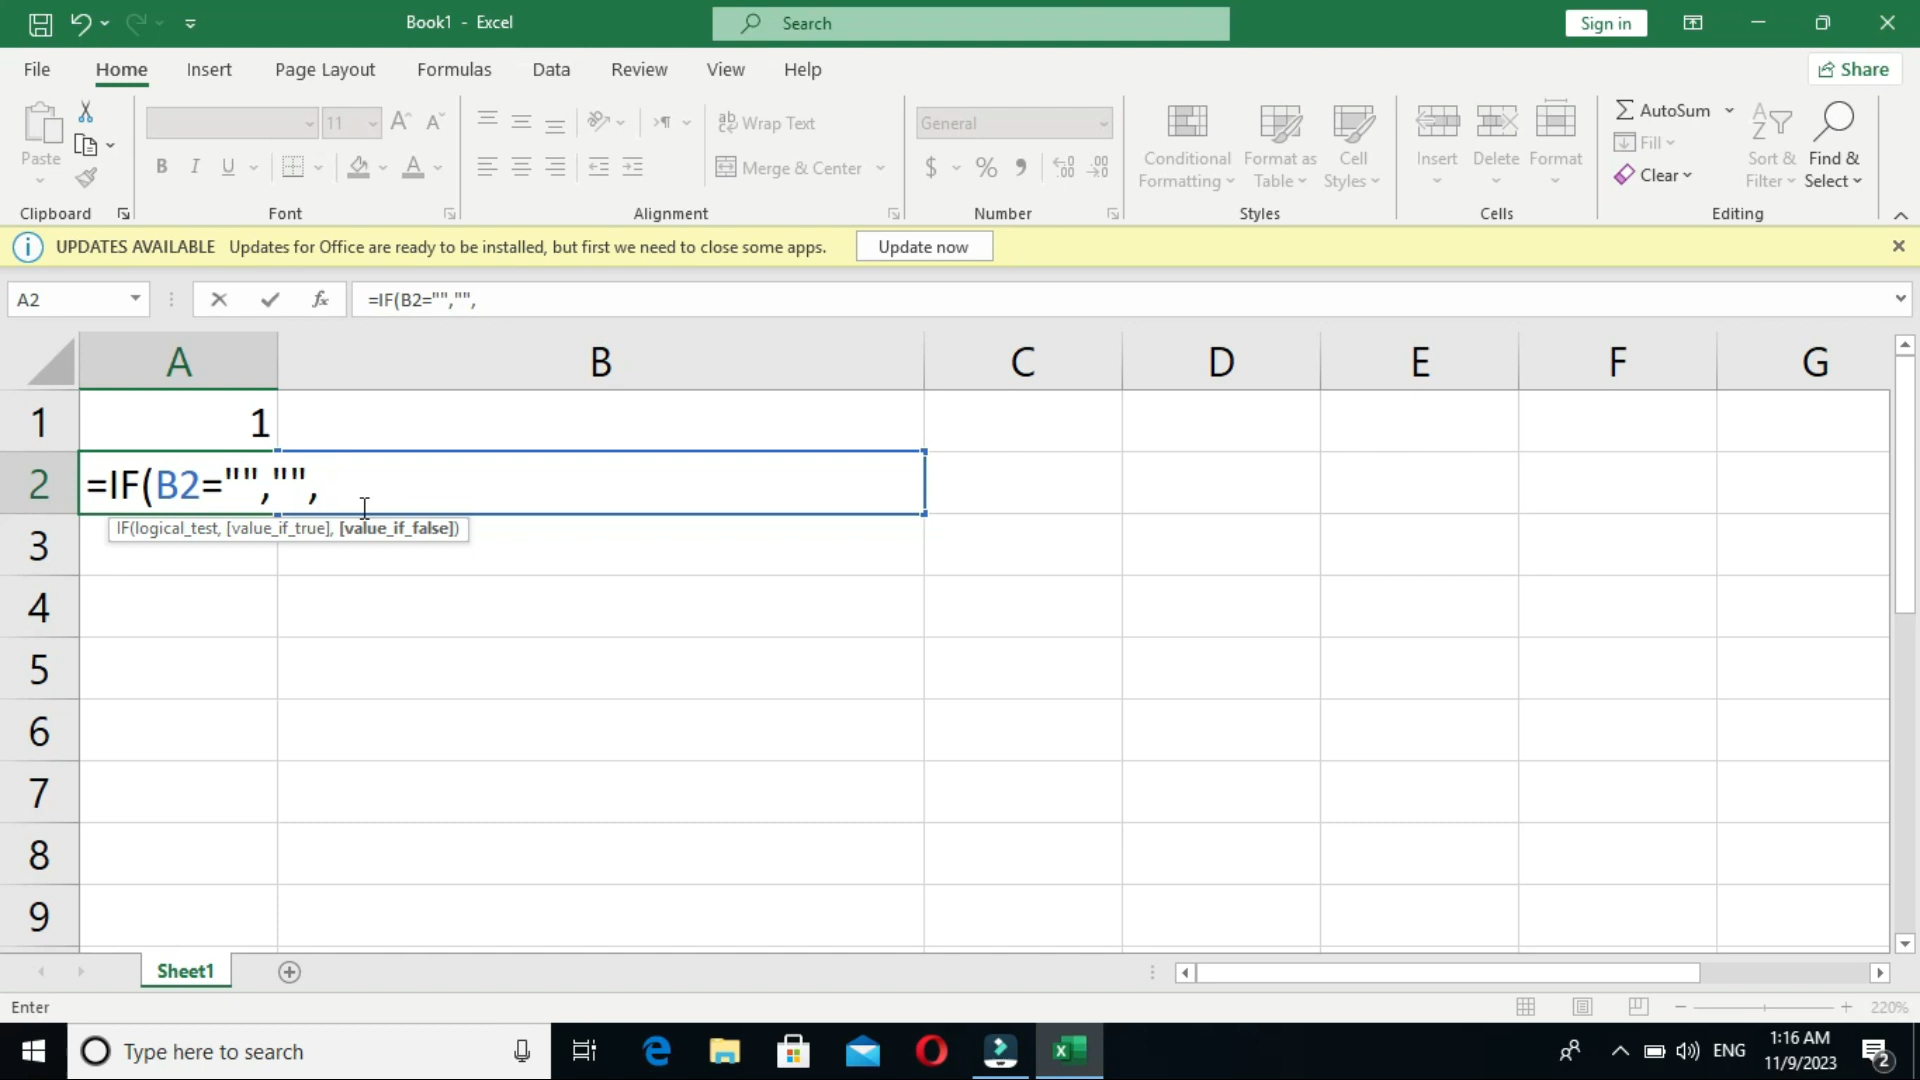 Book1 - Excel
Search
Sign in
File Home Insert Page Layout Formulas Data Review View Help
Share
Paste
11
A A
ab Wrap Text
General
Conditional Formatting
Format as Table
Cell Styles
Insert
Delete
Format
AutoSum
Fill
Clear
Sort & Filter
Find & Select
B I U A
Merge & Center
$ % ,
Clipboard Font Alignment Number Styles Cells Editing
UPDATES AVAILABLE Updates for Office are ready to be installed, but first we need to close some apps. Update now
A2 fx =IF(B2="","",
A B C D E F G
1 1
2 =IF(B2="","",
IF(logical_test, [value_if_true], [value_if_false])
3
4
5
6
7
8
9
Sheet1
Enter
220%
Type here to search
ENG
1:16 AM
11/9/2023
2